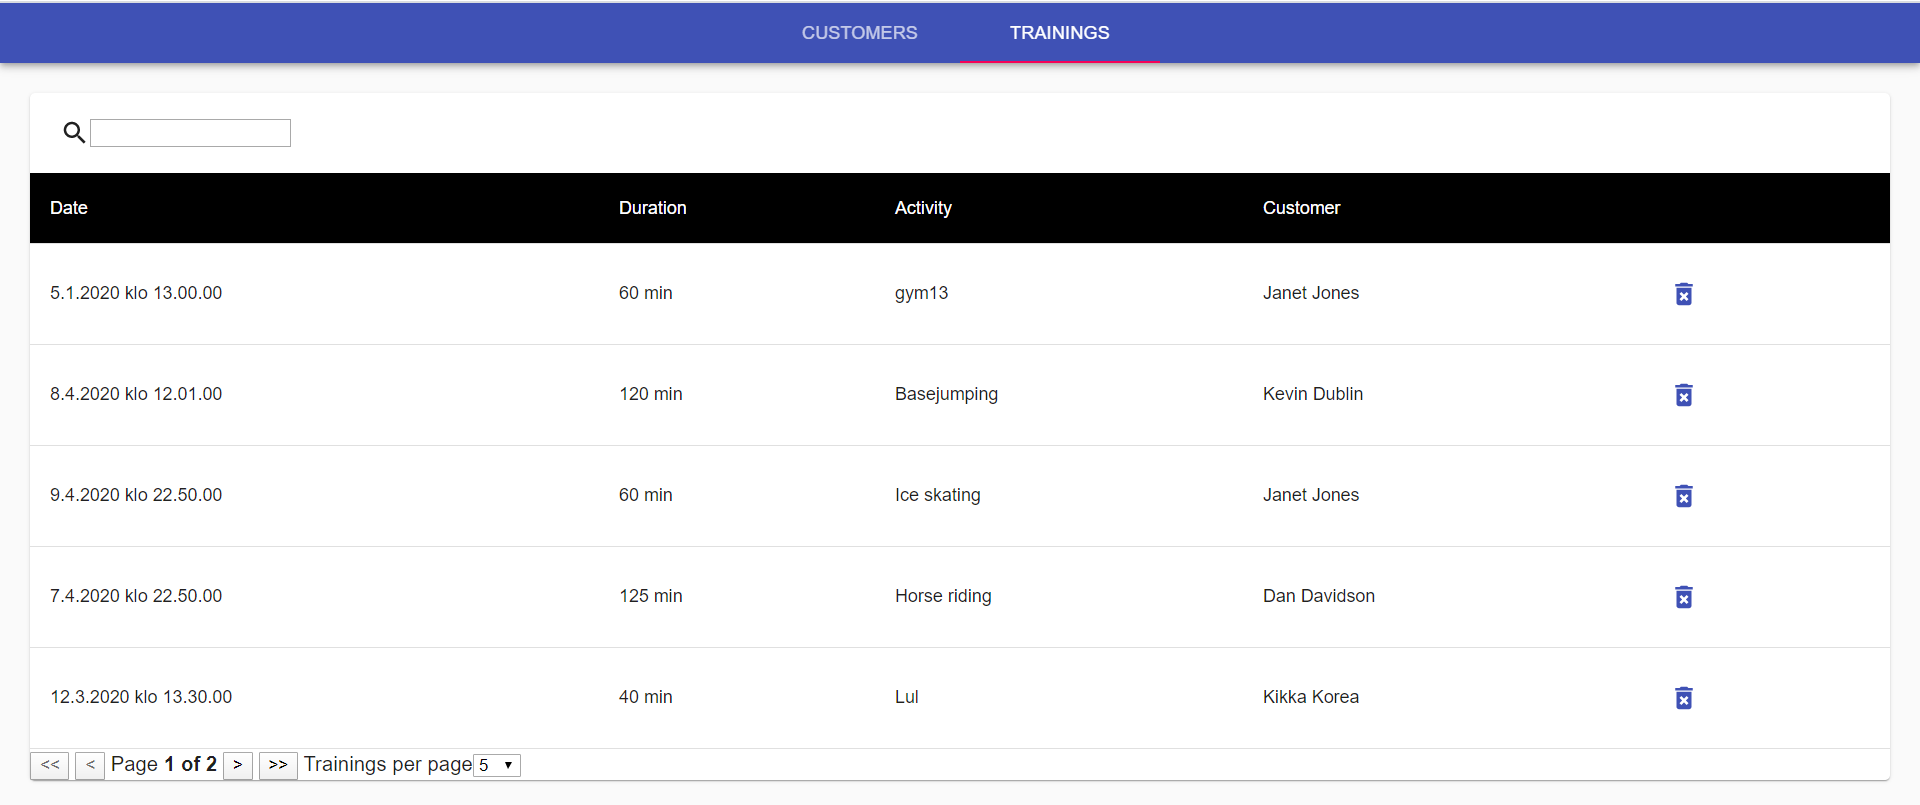 CUSTOMERS TRAININGS
Date Duration Activity Customer
5.1.2020 klo 13.00.00 60 min gym13 Janet Jones
8.4.2020 klo 12.01.00 120 min Basejumping Kevin Dublin
9.4.2020 klo 22.50.00 60 min Ice skating Janet Jones
7.4.2020 klo 22.50.00 125 min Horse riding Dan Davidson
12.3.2020 klo 13.30.00 40 min Lul Kikka Korea
<< < Page 1 of 2 > >> Trainings per page 5